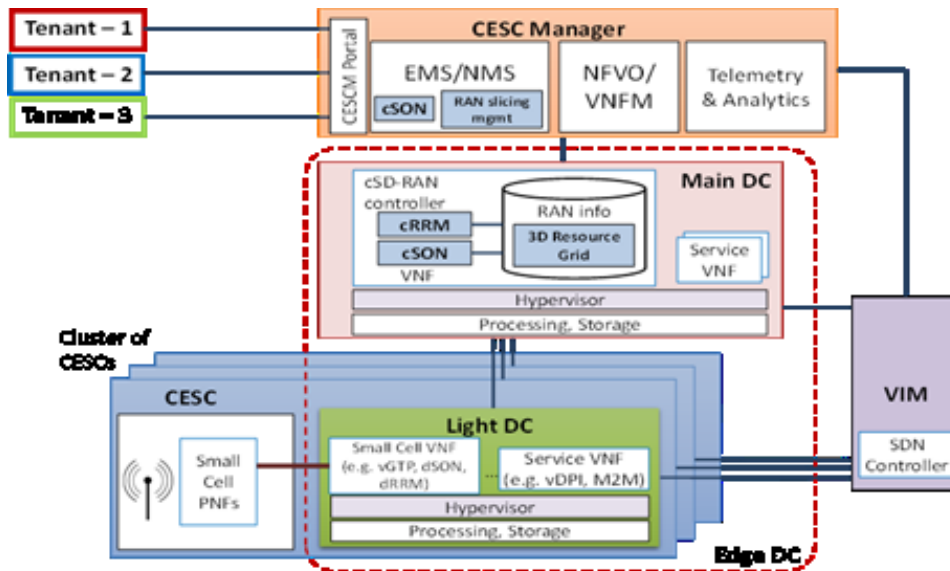 Tenant – 1
Tenant – 2
Tenant – 3
CESC Manager
CESCM Portal
EMS/NMS
cSON
RAN slicing
mgmt
NFVO/
VNFM
Telemetry
& Analytics
Main DC
cSD-RAN
controller
cRRM
cSON
VNF
RAN info
3D Resource
Grid
Service
VNF
Hypervisor
Processing, Storage
Cluster of
CESCs
CESC
Small
Cell
PNFs
Light DC
Small Cell VNF
(e.g. vGTP, dSON,
dRRM)
...
Service VNF
(e.g. vDPI, M2M)
Hypervisor
Processing, Storage
Edge DC
VIM
SDN
Controller